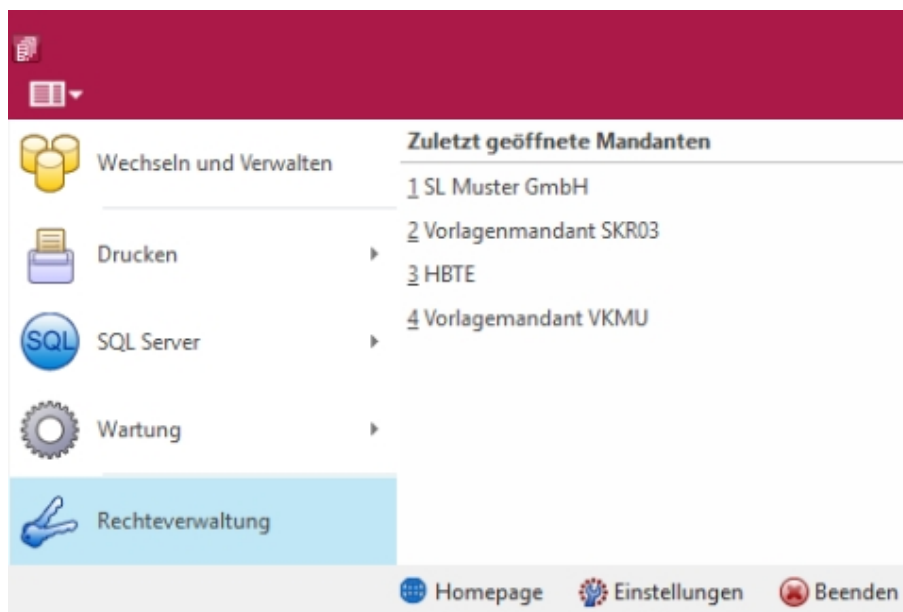 Wechseln und Verwalten
Drucken
SQL
SQL Server
Wartung
Rechteverwaltung
Zuletzt geöffnete Mandanten
1 SL Muster GmbH
2 Vorlagenmandant SKR03
3 HBTE
4 Vorlagemandant VKMU
Homepage Einstellungen Beenden